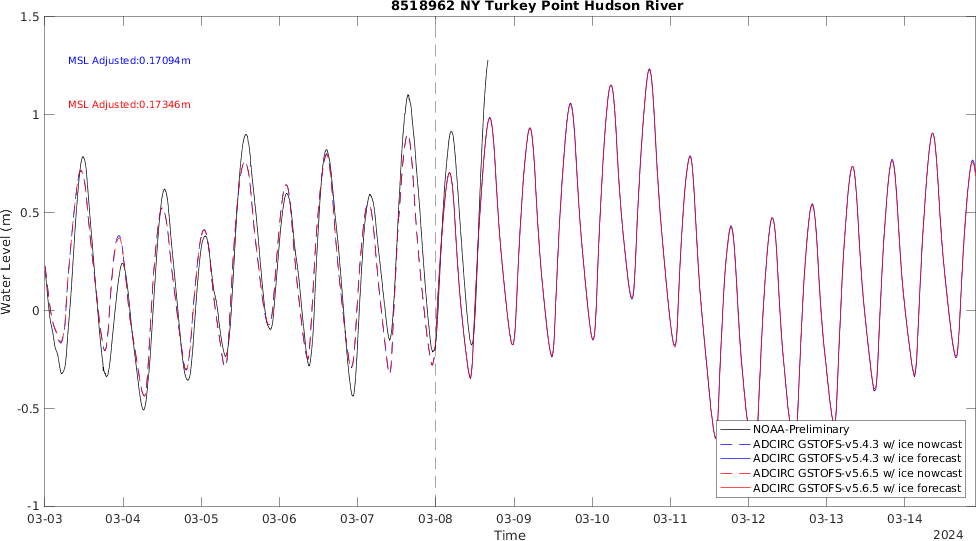 8518962 NY Turkey Point Hudson River
1.5
MSL Adjusted:0.17094m
MSL Adjusted:0.17346m
1
0.5
0
-0.5
-1
Water Level (m)
NOAA-Preliminary
ADCIRC GSTOFS-v5.4.3 w/ ice nowcast
ADCIRC GSTOFS-v5.4.3 w/ ice forecast
ADCIRC GSTOFS-v5.6.5 w/ ice nowcast
ADCIRC GSTOFS-v5.6.5 w/ ice forecast
03-03 03-04 03-05 03-06 03-07 03-08 03-09 03-10 03-11 03-12 03-13 03-14
Time
2024